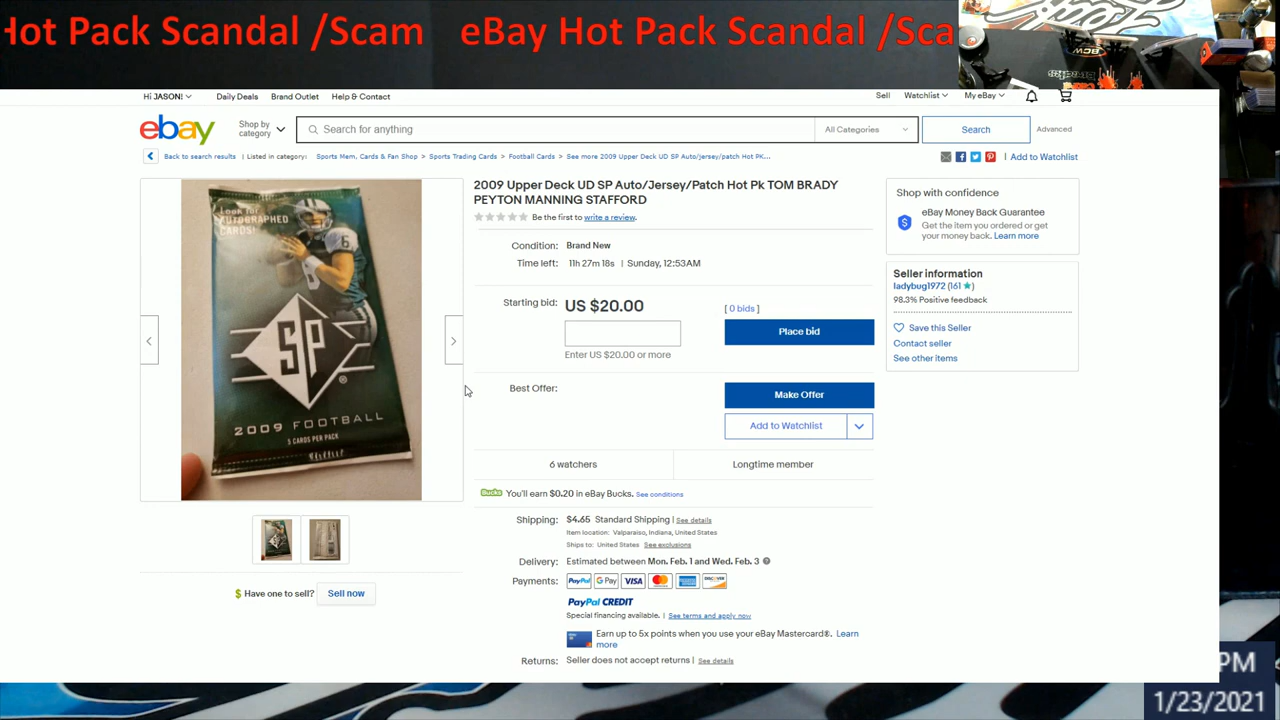 Hot Pack Scandal /Scam eBay Hot Pack Scandal /Sca
BCW
Hi JASON! Daily Deals Brand Outlet Help & Contact
Sell Watchlist My eBay
ebay
Shop by category
Search for anything
All Categories
Search
Advanced
Back to search results | Listed in category: Sports Mem, Cards & Fan Shop > Sports Trading Cards > Football Cards > See more 2009 Upper Deck UD SP Auto/jersey/patch Hot PK...
| Add to Watchlist
LOOK FOR
AUTOGRAPHED
CARDS!
6
SP
2009 FOOTBALL
5 CARDS PER PACK
$ Have one to sell? Sell now
2009 Upper Deck UD SP Auto/Jersey/Patch Hot Pk TOM BRADY
PEYTON MANNING STAFFORD
Be the first to write a review.
Condition: Brand New
Time left: 11h 27m 18s | Sunday, 12:53AM
Starting bid: US $20.00
[ 0 bids ]
Place bid
Enter US $20.00 or more
Best Offer:
Make Offer
Add to Watchlist
6 watchers
Longtime member
Bucks You'll earn $0.20 in eBay Bucks. See conditions
Shipping: $4.65 Standard Shipping | See details
Item location: Valparaiso, Indiana, United States
Ships to: United States See exclusions
Delivery: Estimated between Mon. Feb. 1 and Wed. Feb. 3
Payments: PayPal G Pay VISA DISCOVER
PayPal CREDIT
Special financing available. | See terms and apply now
Earn up to 5x points when you use your eBay Mastercard®. Learn
more
Returns: Seller does not accept returns | See details
Shop with confidence
eBay Money Back Guarantee
Get the item you ordered or get
your money back. Learn more
Seller information
ladybug1972 (161 ★)
98.3% Positive feedback
Save this Seller
Contact seller
See other items
PM
1/23/2021